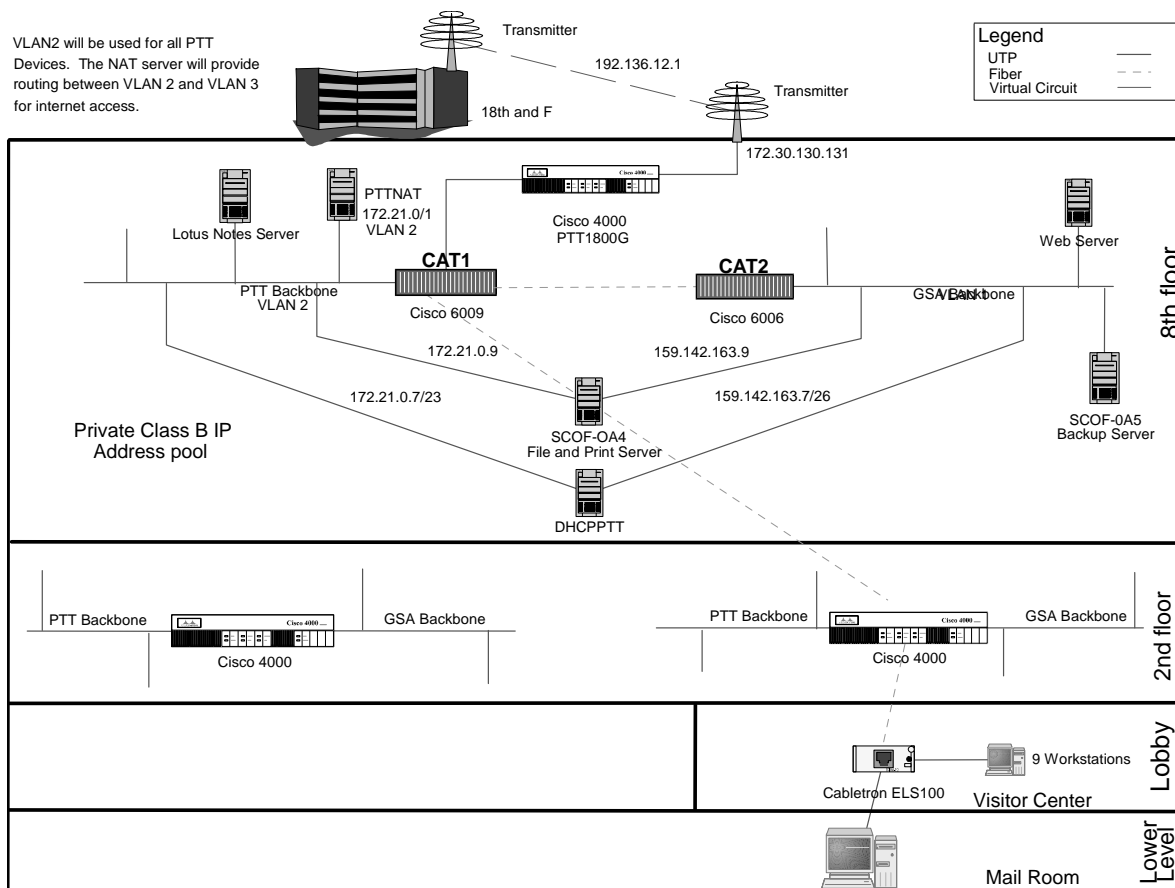 VLAN2 will be used for all PTT
Devices. The NAT server will provide
routing between VLAN 2 and VLAN 3
for internet access.
Transmitter
192.136.12.1
Transmitter
18th and F
Legend
UTP
Fiber
Virtual Circuit
172.30.130.131
Cisco 4000
Cisco 4000
PTT1800G
Lotus Notes Server
PTTNAT
172.21.0/1
VLAN 2
Web Server
CAT1
CAT2
PTT Backbone
VLAN 2
Cisco 6009
Cisco 6006
GSA Backbone
VLAN 1
8th floor
172.21.0.9
159.142.163.9
172.21.0.7/23
159.142.163.7/26
Private Class B IP
Address pool
SCOF-OA4
File and Print Server
SCOF-0A5
Backup Server
DHCPPTT
PTT Backbone
Cisco 4000
GSA Backbone
Cisco 4000
PTT Backbone
Cisco 4000
GSA Backbone
Cisco 4000
2nd floor
9 Workstations
Cabletron ELS100
Visitor Center
Lobby
Mail Room
Lower
Level